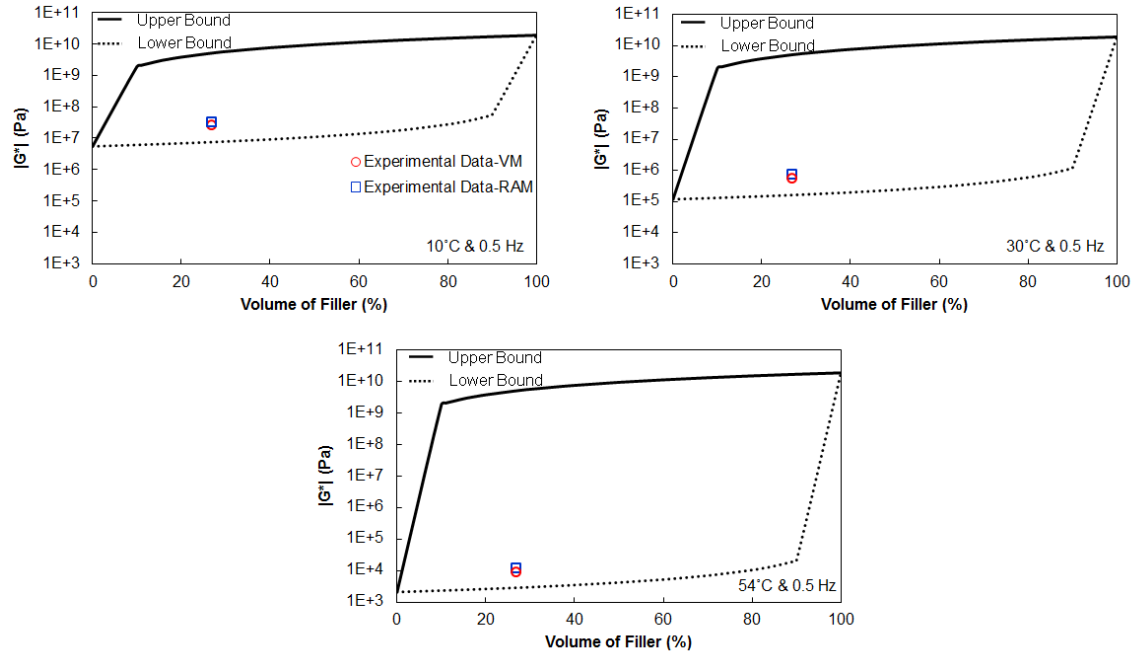 1E+11
1E+10
1E+9
1E+8
1E+7
1E+6
1E+5
1E+4
1E+3
|G*| (Pa)
Upper Bound
Lower Bound
Experimental Data-VM
Experimental Data-RAM
10˚C & 0.5 Hz
0 20 40 60 80 100
Volume of Filler (%)
1E+11
1E+10
1E+9
1E+8
1E+7
1E+6
1E+5
1E+4
1E+3
|G*| (Pa)
Upper Bound
Lower Bound
Experimental Data-VM
Experimental Data-RAM
30˚C & 0.5 Hz
0 20 40 60 80 100
Volume of Filler (%)
1E+11
1E+10
1E+9
1E+8
1E+7
1E+6
1E+5
1E+4
1E+3
|G*| (Pa)
Upper Bound
Lower Bound
54˚C & 0.5 Hz
0 20 40 60 80 100
Volume of Filler (%)